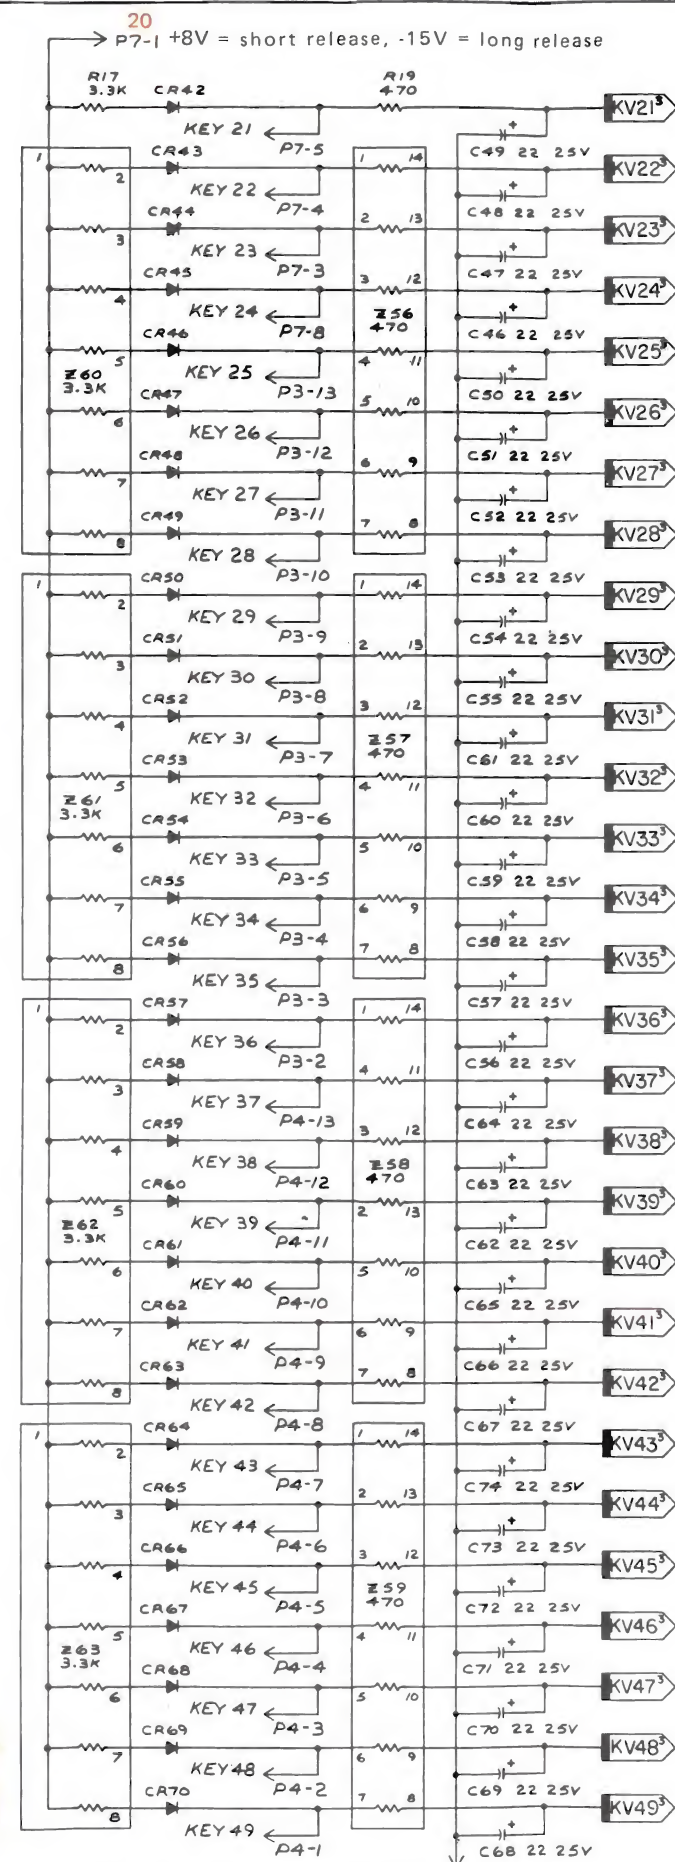 20
P7-1 +8V = short release, -15V = long release
R17 R19
3.3K CR42 470
KV21³
KEY 21 P7-5
1 CR43 C49 22 25V
2 1 14 KV22³
KEY 22 P7-4
CR44 C48 22 25V
3 2 13 KV23³
KEY 23 P7-3
CR45 C47 22 25V
4 3 12 KV24³
KEY 24 P7-8 Z56
CR46 470 C46 22 25V
5 4 11 KV25³
Z60 KEY 25 P3-13
3.3K CR47 C50 22 25V
6 5 10 KV26³
KEY 26 P3-12
CR48 C51 22 25V
7 6 9 KV27³
KEY 27 P3-11
CR49 C52 22 25V
8 7 8 KV28³
KEY 28 P3-10
1 CR50 C53 22 25V
2 1 14 KV29³
KEY 29 P3-9
CR51 C54 22 25V
3 2 13 KV30³
KEY 30 P3-8
CR52 C55 22 25V
4 3 12 KV31³
KEY 31 P3-7 Z57
CR53 470 C61 22 25V
5 4 11 KV32³
Z61 KEY 32 P3-6
3.3K CR54 C60 22 25V
6 5 10 KV33³
KEY 33 P3-5
CR55 C59 22 25V
7 6 9 KV34³
KEY 34 P3-4
CR56 C58 22 25V
8 7 8 KV35³
KEY 35 P3-3
1 CR57 C57 22 25V
2 1 14 KV36³
KEY 36 P3-2
CR58 C56 22 25V
3 4 11 KV37³
KEY 37 P4-13
CR59 C64 22 25V
4 3 12 KV38³
KEY 38 P4-12 Z58
CR60 470 C63 22 25V
5 2 13 KV39³
Z62 KEY 39 P4-11
3.3K CR61 C62 22 25V
6 5 10 KV40³
KEY 40 P4-10
CR62 C65 22 25V
7 6 9 KV41³
KEY 41 P4-9
CR63 C66 22 25V
8 7 8 KV42³
KEY 42 P4-8
1 CR64 C67 22 25V
2 1 14 KV43³
KEY 43 P4-7
CR65 C74 22 25V
3 2 13 KV44³
KEY 44 P4-6
CR66 C73 22 25V
4 3 12 KV45³
KEY 45 P4-5 Z59
CR67 470 C72 22 25V
5 4 11 KV46³
Z63 KEY 46 P4-4
3.3K CR68 C71 22 25V
6 5 10 KV47³
KEY 47 P4-3
CR69 C70 22 25V
7 6 9 KV48³
KEY 48 P4-2
CR70 C69 22 25V
8 7 8 KV49³
KEY 49 P4-1
C68 22 25V